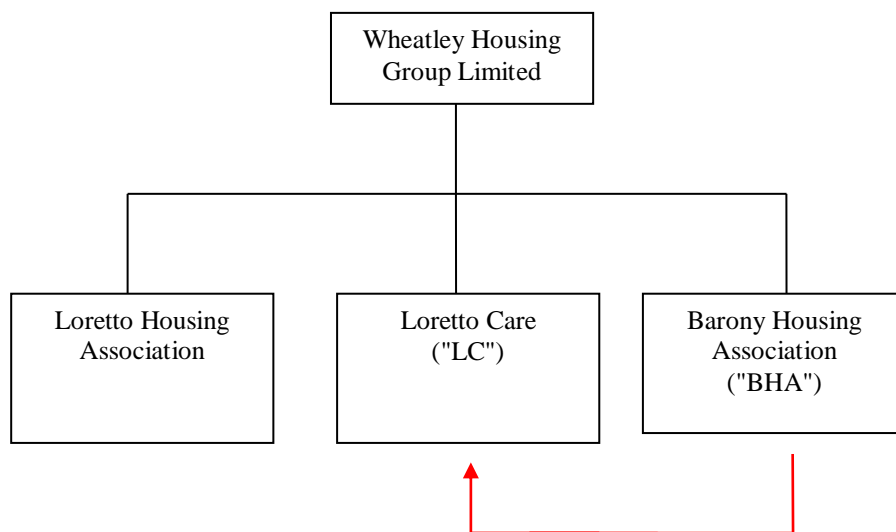 Wheatley Housing
Group Limited
Loretto Housing
Association
Loretto Care
("LC")
Barony Housing
Association
("BHA")